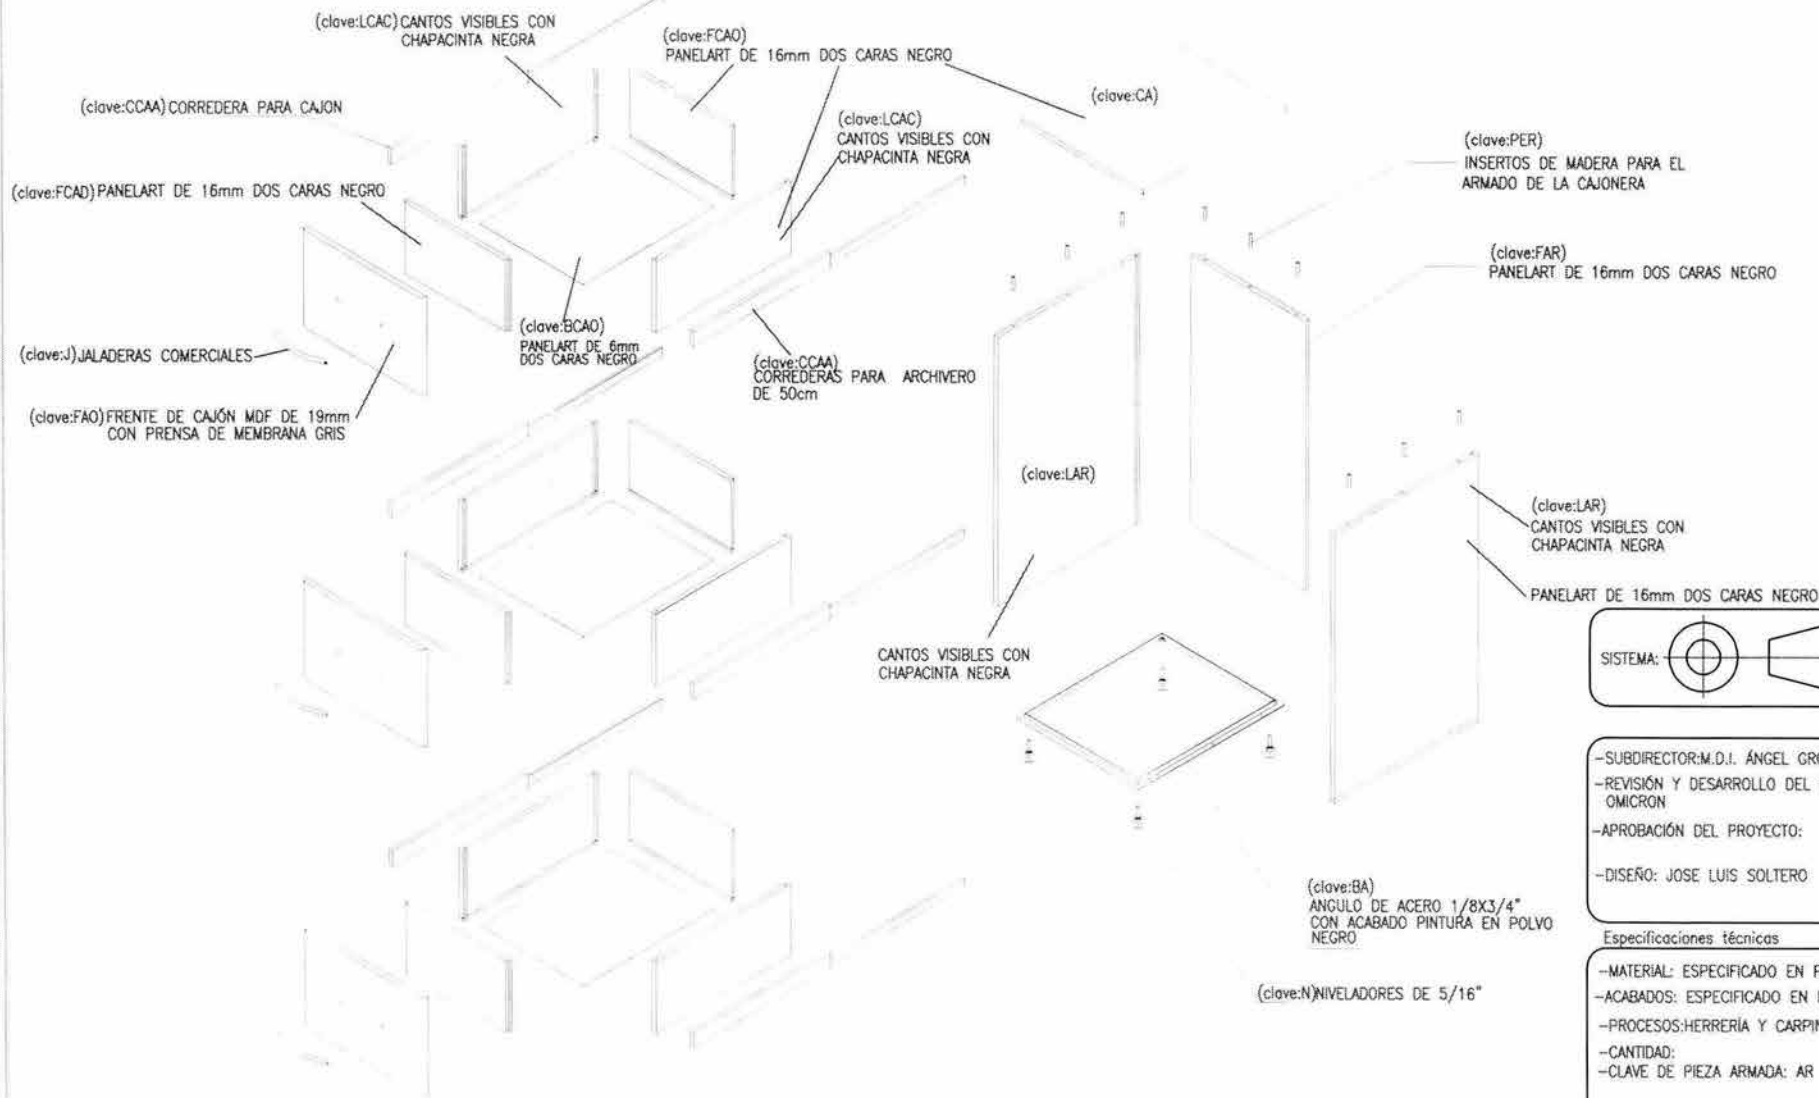 (clave:LCAC) CANTOS VISIBLES CON
CHAPACINTA NEGRA
(clave:FCAO)
PANELART DE 16mm DOS CARAS NEGRO
(clave:CCAA) CORREDERA PARA CAJON
(clave:LCAC)
CANTOS VISIBLES CON
CHAPACINTA NEGRA
(clave:CA)
(clave:PER)
INSERTOS DE MADERA PARA EL
ARMADO DE LA CAJONERA
(clave:FCAD) PANELART DE 16mm DOS CARAS NEGRO
(clave:FAR)
PANELART DE 16mm DOS CARAS NEGRO
(clave:BCAO)
PANELART DE 6mm
DOS CARAS NEGRO
(clave:J) JALADERAS COMERCIALES
(clave:CCAA)
CORREDERAS PARA ARCHIVERO
DE 50cm
(clave:FAO) FRENTE DE CAJÓN MDF DE 19mm
CON PRENSA DE MEMBRANA GRIS
(clave:LAR)
(clave:LAR)
CANTOS VISIBLES CON
CHAPACINTA NEGRA
PANELART DE 16mm DOS CARAS NEGRO
CANTOS VISIBLES CON
CHAPACINTA NEGRA
SISTEMA:
-SUBDIRECTOR:M.D.I. ÁNGEL GRO
-REVISIÓN Y DESARROLLO DEL
OMICRON
-APROBACIÓN DEL PROYECTO:
-DISEÑO: JOSE LUIS SOLTERO
(clave:BA)
ANGULO DE ACERO 1/8X3/4"
CON ACABADO PINTURA EN POLVO
NEGRO
(clave:N)NIVELADORES DE 5/16"
Especificaciones técnicas
-MATERIAL: ESPECIFICADO EN
-ACABADOS: ESPECIFICADO EN
-PROCESOS:HERRERÍA Y CARPIN
-CANTIDAD:
-CLAVE DE PIEZA ARMADA: AR